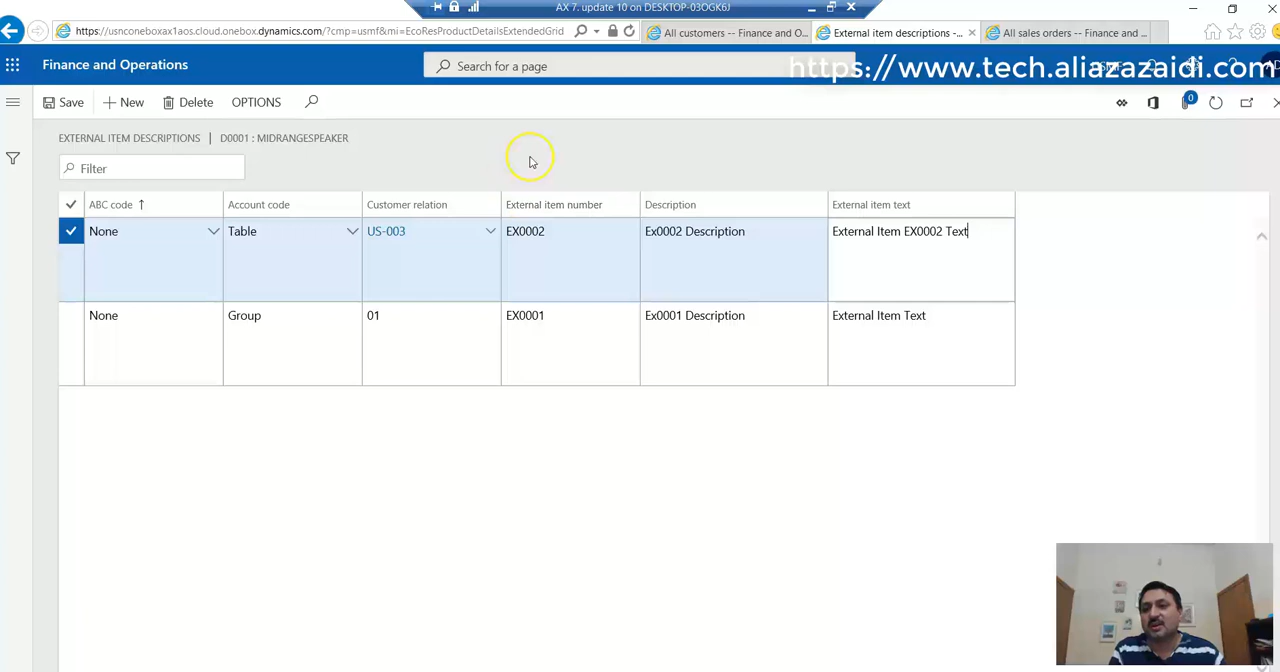 AX 7. update 10 on DESKTOP-03OGK6J
https://usnconeboxax1aos.cloud.onebox.dynamics.com/?cmp=usmf&mi=EcoResProductDetailsExtendedGrid
All customers -- Finance and O...
External item descriptions -...
All sales orders -- Finance and ...
Finance and Operations
Search for a page
https://www.tech.aliazazaidi.com
Save
New
Delete
OPTIONS
0
EXTERNAL ITEM DESCRIPTIONS | D0001 : MIDRANGESPEAKER
Filter
ABC code Account code Customer relation External item number Description External item text
None Table US-003 EX0002 Ex0002 Description External Item EX0002 Text
None Group 01 EX0001 Ex0001 Description External Item Text